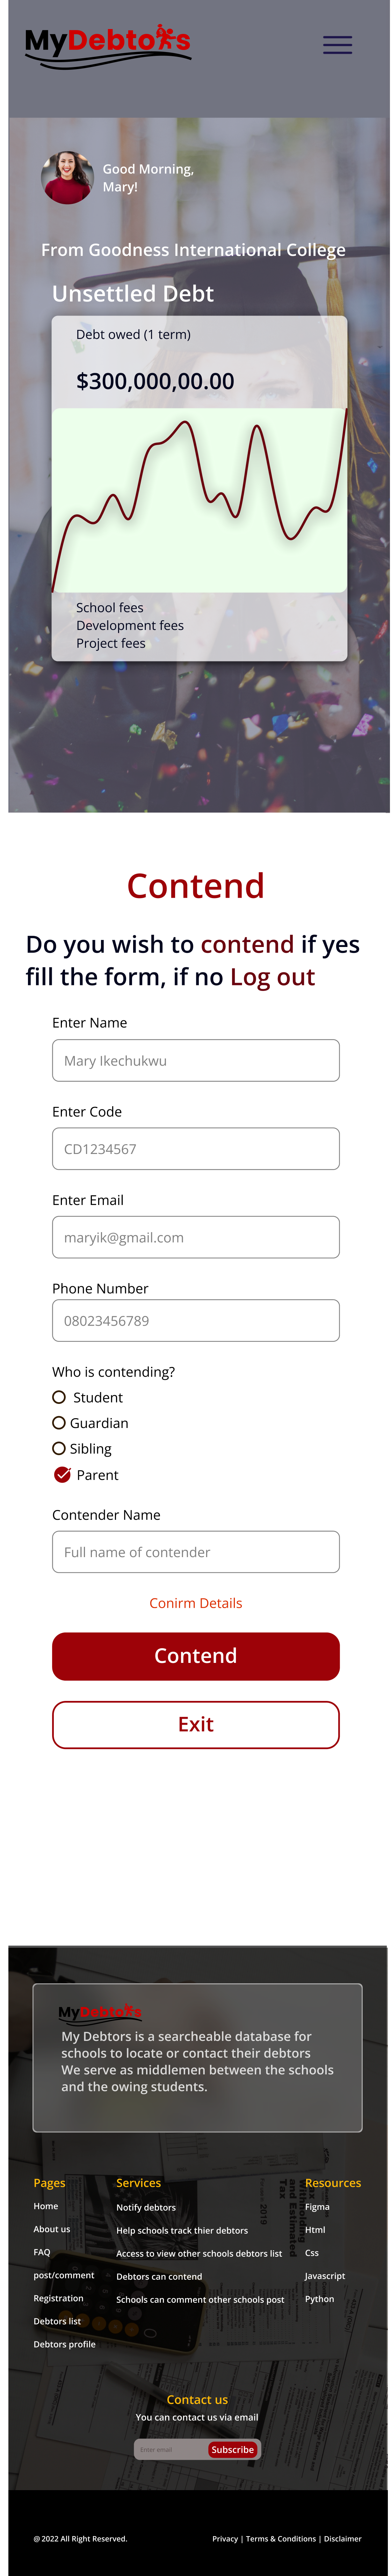 MyDebtors
Good Morning,
Mary!
From Goodness International College
Unsettled Debt
Debt owed (1 term)
$300,000,00.00
School fees
Development fees
Project fees
Contend
Do you wish to contend if yes
fill the form, if no Log out
Enter Name
Mary Ikechukwu
Enter Code
CD1234567
Enter Email
maryik@gmail.com
Phone Number
08023456789
Who is contending?
Student
Guardian
Sibling
Parent
Contender Name
Full name of contender
Conirm Details
Contend
Exit
MyDebtors
My Debtors is a searcheable database for
schools to locate or contact their debtors
We serve as middlemen between the schools
and the owing students.
Pages
Home
About us
FAQ
post/comment
Registration
Debtors list
Debtors profile
Services
Notify debtors
Help schools track thier debtors
Access to view other schools debtors list
Debtors can contend
Schools can comment other schools post
Resources
Figma
Html
Css
Javascript
Python
Contact us
You can contact us via email
Enter email
Subscribe
@ 2022 All Right Reserved.
Privacy | Terms & Conditions | Disclaimer